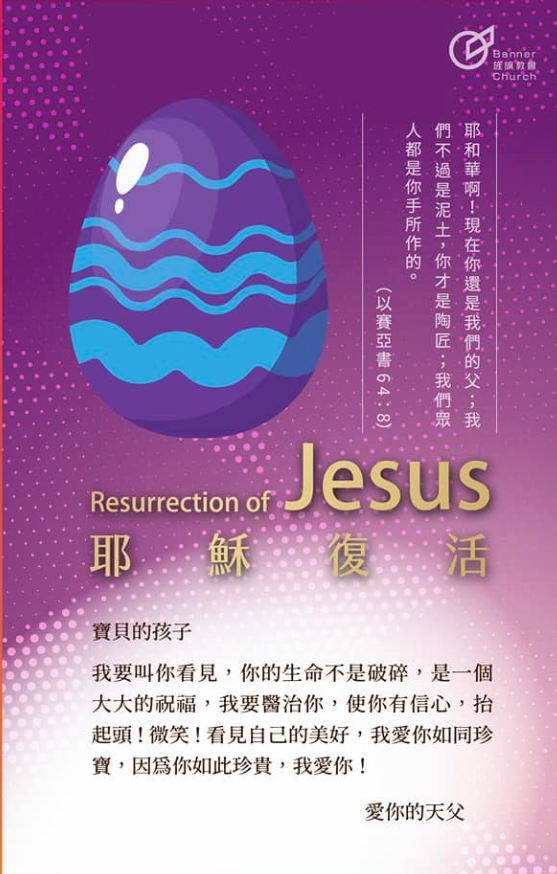 Banner
旌旗教會
Church
耶和華啊！現在你還是我們的父；我
們不過是泥土，你才是陶匠；我們眾
人都是你手所作的。
（以賽亞書64：8）
Resurrection of Jesus
耶穌復活
寶貝的孩子
我要叫你看見，你的生命不是破碎，是一個
大大的祝福，我要醫治你，使你有信心，抬
起頭！微笑！看見自己的美好，我愛你如同珍
寶，因為你如此珍貴，我愛你！
愛你的天父